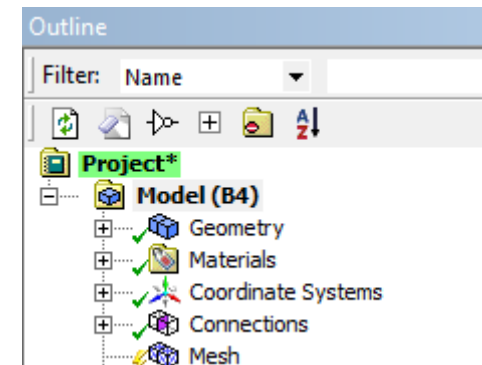 Outline
Filter: Name
Project*
Model (B4)
Geometry
Materials
Coordinate Systems
Connections
Mesh